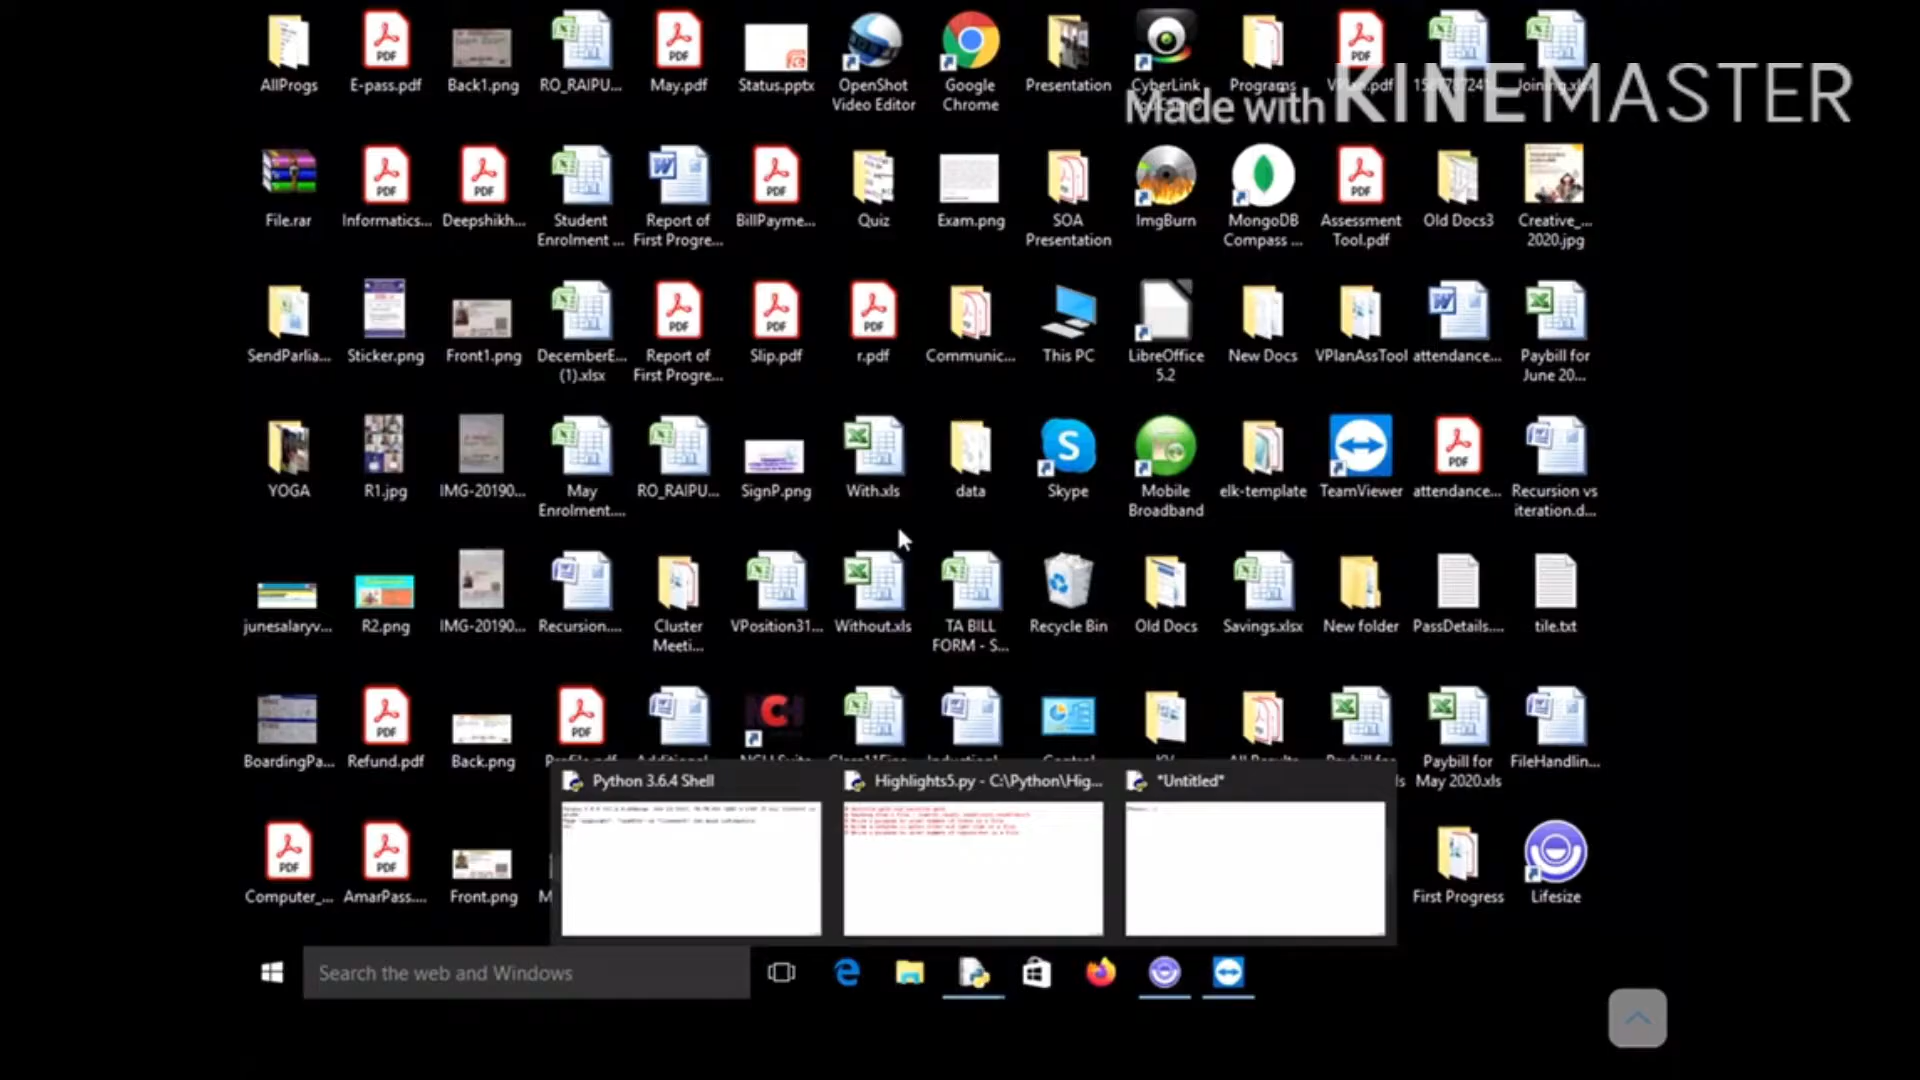 AllProgs
E-pass.pdf
Back1.png
RO_RAIPU...
May.pdf
Status.pptx
OpenShot
Video Editor
Google
Chrome
Presentation
CyberLink
Programs
Made with KINEMASTER
File.rar
Informatics...
Deepshikh...
Student
Enrolment ...
Report of
First Progre...
BillPayme...
Quiz
Exam.png
SOA
Presentation
ImgBurn
MongoDB
Compass ...
Assessment
Tool.pdf
Old Docs3
Creative_...
2020.jpg
SendParlia...
Sticker.png
Front1.png
DecemberE...
(1).xlsx
Report of
First Progre...
Slip.pdf
r.pdf
Communic...
This PC
LibreOffice
5.2
New Docs
VPlanAssTool
attendance...
Paybill for
June 20...
YOGA
R1.jpg
IMG-20190...
May
Enrolment....
RO_RAIPU...
SignP.png
With.xls
data
Skype
Mobile
Broadband
elk-template
TeamViewer
attendance...
Recursion vs
iteration.d...
junesalaryv...
R2.png
IMG-20190...
Recursion....
Cluster
Meeti...
VPosition31...
Without.xls
TA BILL
FORM - S...
Recycle Bin
Old Docs
Savings.xlsx
New folder
PassDetails....
tile.txt
BoardingPa...
Refund.pdf
Back.png
Paybill for
May 2020.xls
FileHandlin...
Python 3.6.4 Shell
Highlights5.py - C:\Python\Hig...
*Untitled*
Computer_...
AmarPass....
Front.png
First Progress
Lifesize
Search the web and Windows